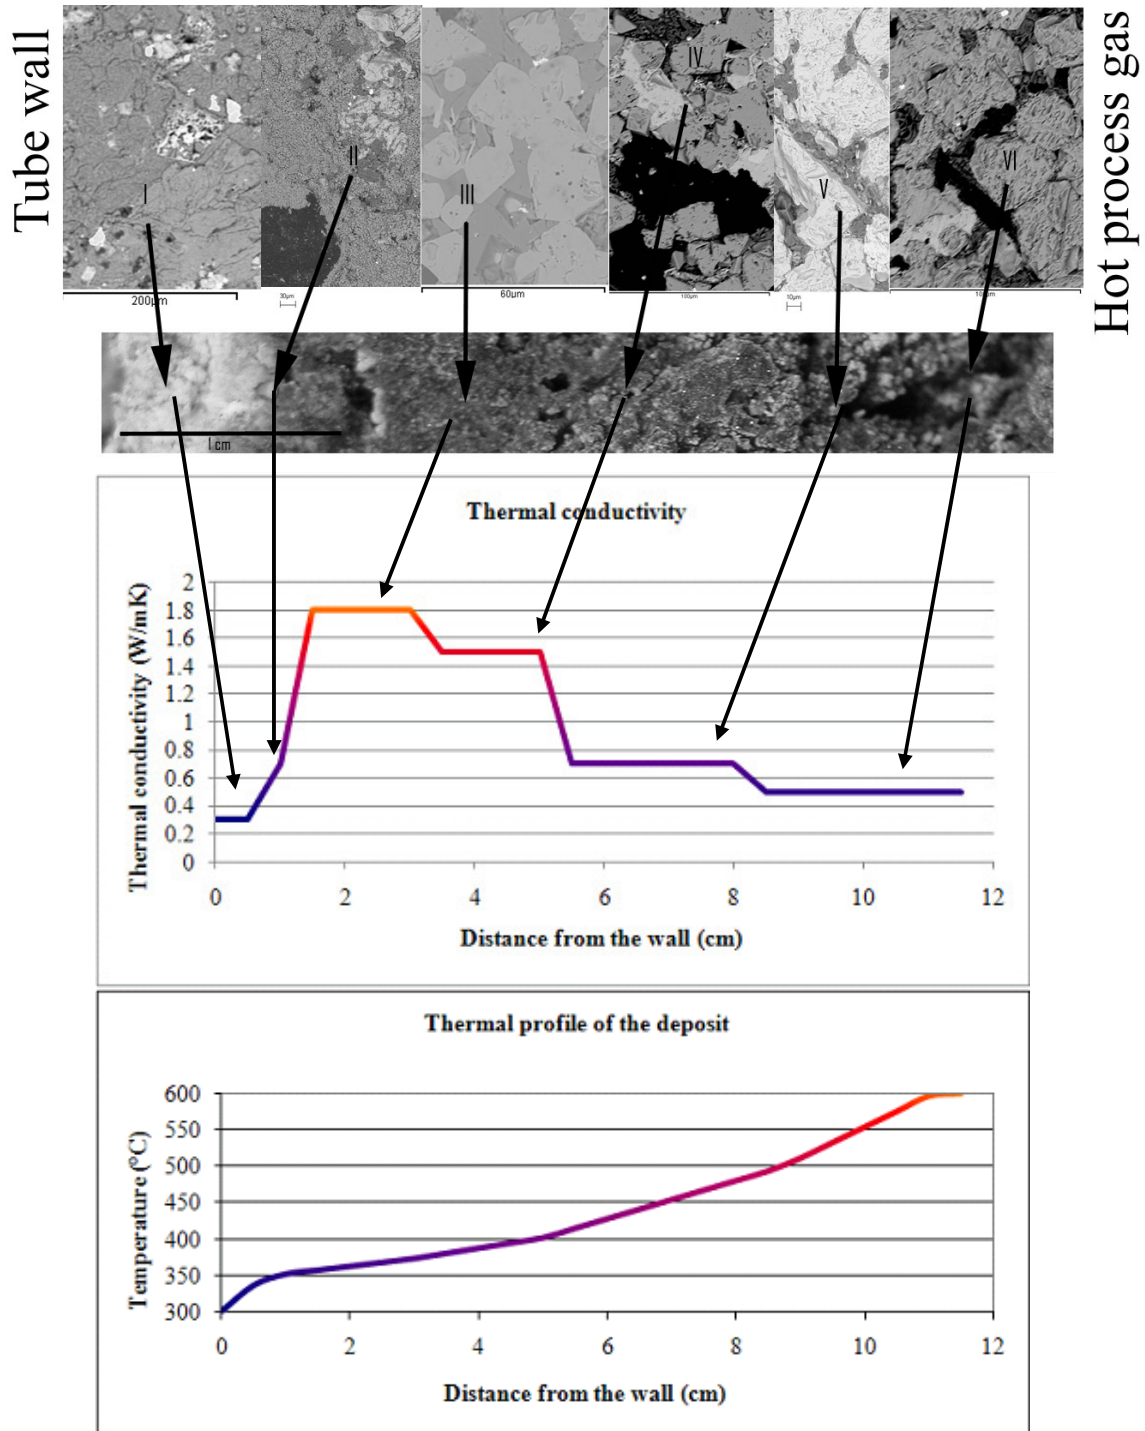 Tube wall
Hot process gas
I
II
III
IV
V
VI
200μm
30μm
60μm
100μm
10μm
1 cm
Thermal conductivity
Thermal conductivity (W/mK)
2
1.8
1.6
1.4
1.2
1
0.8
0.6
0.4
0.2
0
0 2 4 6 8 10 12
Distance from the wall (cm)
Thermal profile of the deposit
Temperature (°C)
600
550
500
450
400
350
300
0 2 4 6 8 10 12
Distance from the wall (cm)